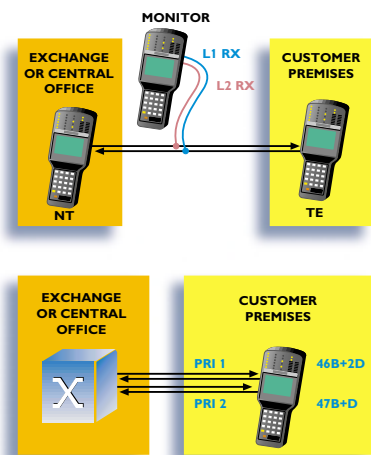 MONITOR
EXCHANGE
OR CENTRAL
OFFICE
L1 RX
L2 RX
CUSTOMER
PREMISES
NT
TE
EXCHANGE
OR CENTRAL
OFFICE
CUSTOMER
PREMISES
X
PRI 1
46B+2D
PRI 2
47B+D